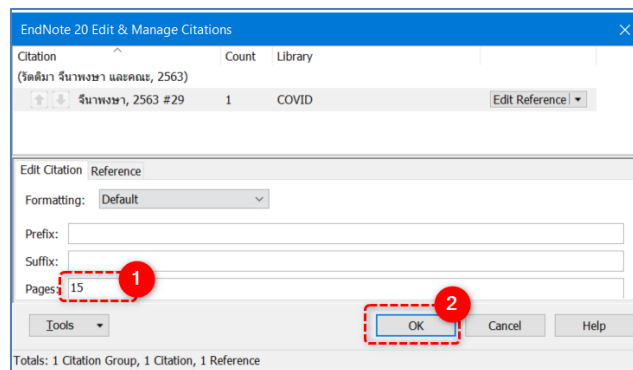 EndNote 20 Edit & Manage Citations
Citation Count Library
(รัตติมา จีนาพงษา และคณะ, 2563)
จีนาพงษา, 2563 #29 1 COVID Edit Reference
Edit Citation Reference
Formatting: Default
Prefix:
Suffix:
1
Pages: 15
2
Tools OK Cancel Help
Totals: 1 Citation Group, 1 Citation, 1 Reference